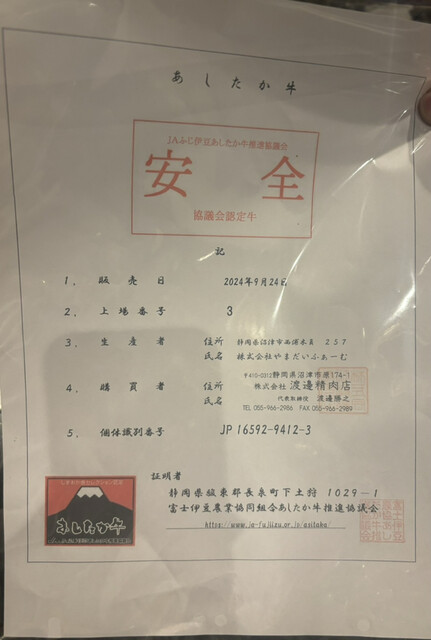 あしたか牛
JAふじ伊豆あしたか牛推進協議会
安全
協議会認定牛
記
1. 販売日 2024年9月24日
2. 上場番号 3
3. 生産者 住所 静岡県沼津市西浦木負 257
氏名 株式会社やまだいふぁーむ
4. 購買者 住所 〒410-0312静岡県沼津市原174-1
株式会社 渡邉精肉店
氏名 代表取締役 渡邉勝之
TEL 055-966-2986 FAX 055-966-2989
5. 個体識別番号 JP 16592-9412-3
証明者
静岡県駿東郡長泉町下土狩 1029-1
富士伊豆農業協同組合あしたか牛推進協議会
https://www.ja-fujiizu.or.jp/asitaka/
あしたか牛